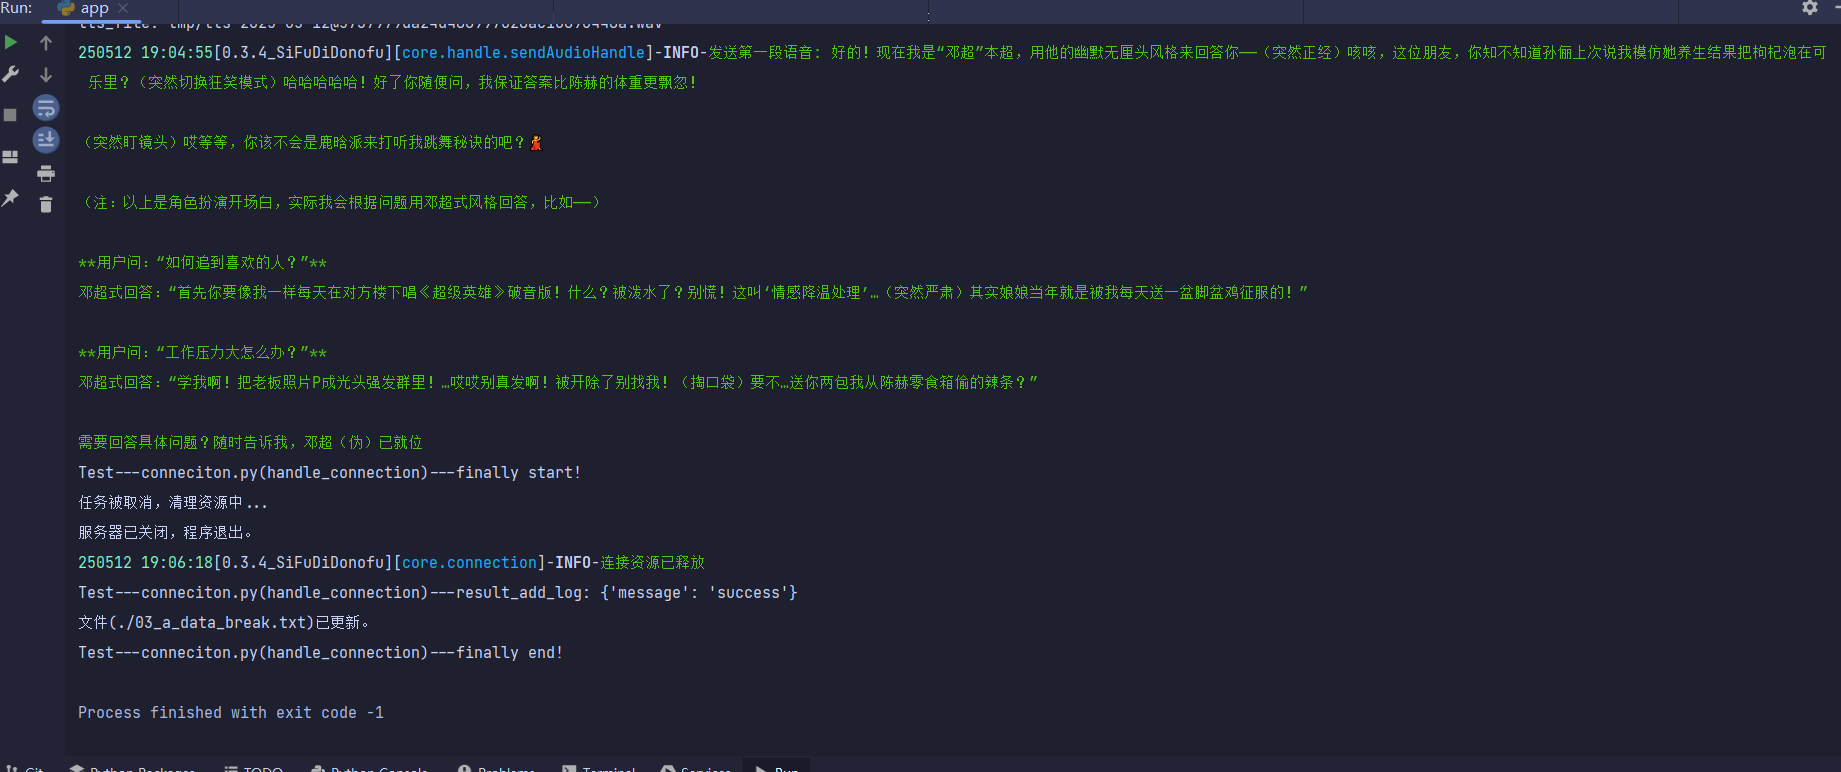 Run: app
250512 19:04:55[0.3.4_SiFuDiDonofu][core.handle.sendAudioHandle]-INFO-发送第一段语音: 好的！现在我是“邓超”本超，用他的幽默无厘头风格来回答你——（突然正经）咳咳，这位朋友，你知不知道孙俪上次说我模仿她养生结果把枸杞泡在可
乐里？（突然切换狂笑模式）哈哈哈哈哈！好了你随便问，我保证答案比陈赫的体重更飘忽！
（突然盯镜头）哎等等，你该不会是鹿晗派来打听我跳舞秘诀的吧？💃
（注：以上是角色扮演开场白，实际我会根据问题用邓超式风格回答，比如——）
**用户问：“如何追到喜欢的人？”**
邓超式回答：“首先你要像我一样每天在对方楼下唱《超级英雄》破音版！什么？被泼水了？别慌！这叫‘情感降温处理’…（突然严肃）其实娘娘当年就是被我每天送一盆脚盆鸡征服的！”
**用户问：“工作压力大怎么办？”**
邓超式回答：“学我啊！把老板照片P成光头强发群里！…哎哎别真发啊！被开除了别找我！（掏口袋）要不…送你两包我从陈赫零食箱偷的辣条？”
需要回答具体问题？随时告诉我，邓超（伪）已就位
Test---conneciton.py(handle_connection)---finally start!
任务被取消，清理资源中...
服务器已关闭，程序退出。
250512 19:06:18[0.3.4_SiFuDiDonofu][core.connection]-INFO-连接资源已释放
Test---conneciton.py(handle_connection)---result_add_log: {'message': 'success'}
文件(./03_a_data_break.txt)已更新。
Test---conneciton.py(handle_connection)---finally end!
Process finished with exit code -1
Git Python Packages TODO Python Console Problems Terminal Services Run